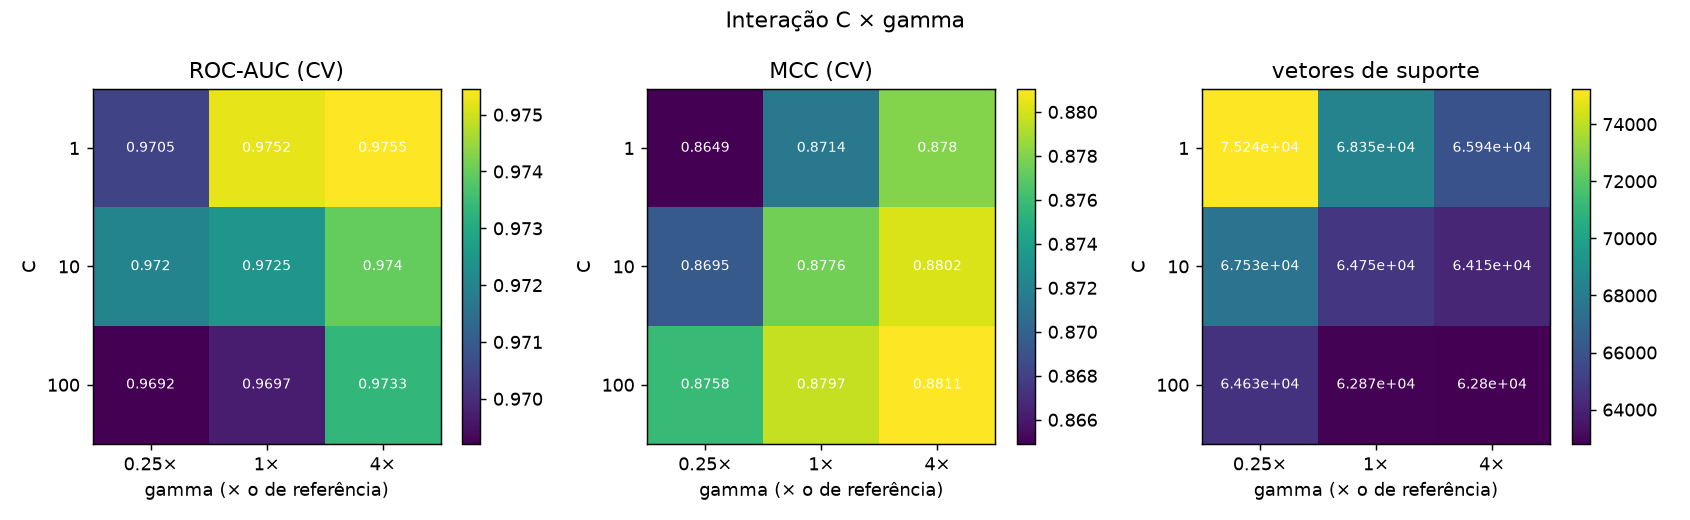 Interação C × gamma
ROC-AUC (CV)
C
1
10
100
0.9705 0.9752 0.9755
0.972 0.9725 0.974
0.9692 0.9697 0.9733
0.25× 1× 4×
gamma (× o de referência)
0.975
0.974
0.973
0.972
0.971
0.970
MCC (CV)
C
1
10
100
0.8649 0.8714 0.878
0.8695 0.8776 0.8802
0.8758 0.8797 0.8811
0.25× 1× 4×
gamma (× o de referência)
0.880
0.878
0.876
0.874
0.872
0.870
0.868
0.866
vetores de suporte
C
1
10
100
7.524e+04 6.835e+04 6.594e+04
6.753e+04 6.475e+04 6.415e+04
6.463e+04 6.287e+04 6.28e+04
0.25× 1× 4×
gamma (× o de referência)
74000
72000
70000
68000
66000
64000